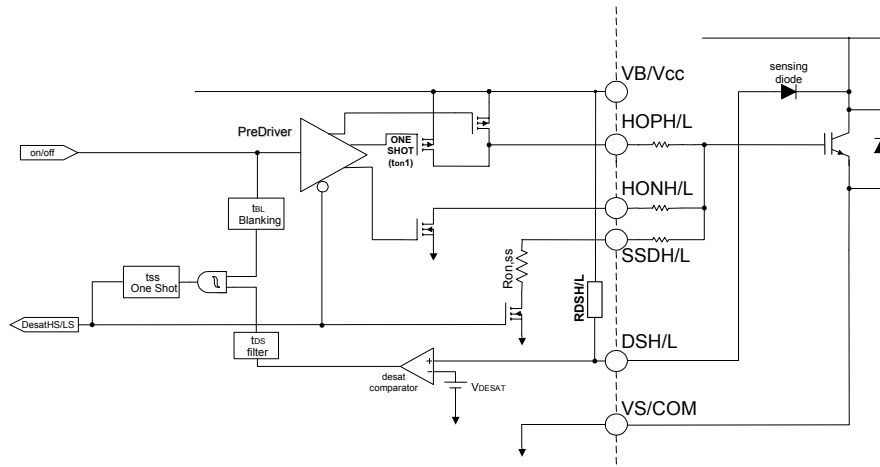 VB/Vcc
sensing
diode
HOPH/L
PreDriver
ONE
SHOT
(ton1)
on/off
tBL
Blanking
HONH/L
SSDH/L
Ron,ss
tss
One Shot
RDSH/L
DesatHS/LS
tDS
filter
DSH/L
desat
comparator
+
-
VDESAT
VS/COM